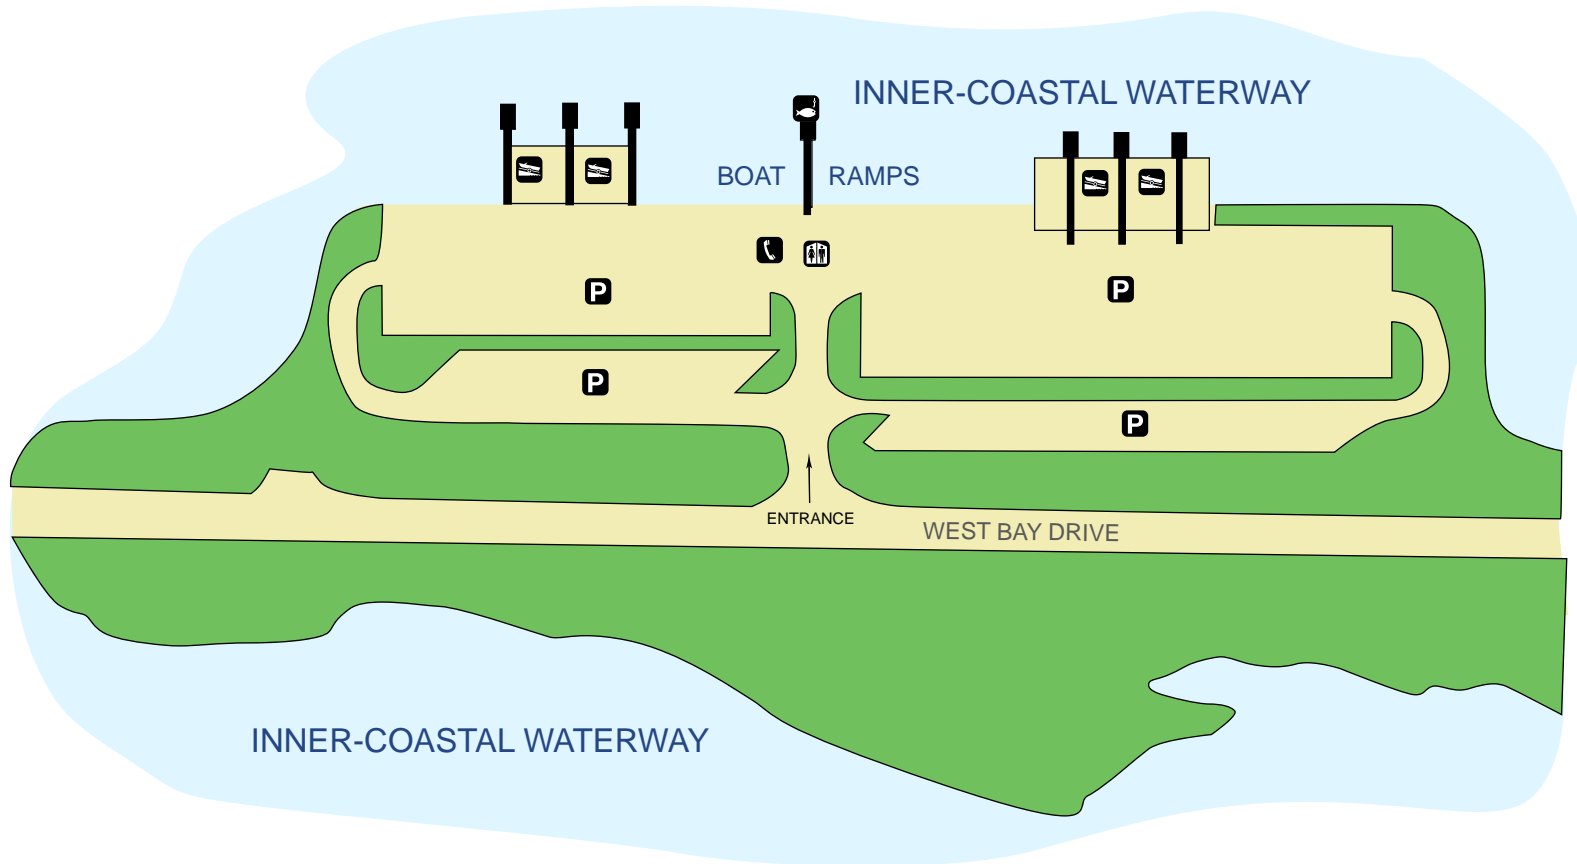 INNER-COASTAL WATERWAY
BOAT RAMPS
P
P
P
P
ENTRANCE
WEST BAY DRIVE
INNER-COASTAL WATERWAY